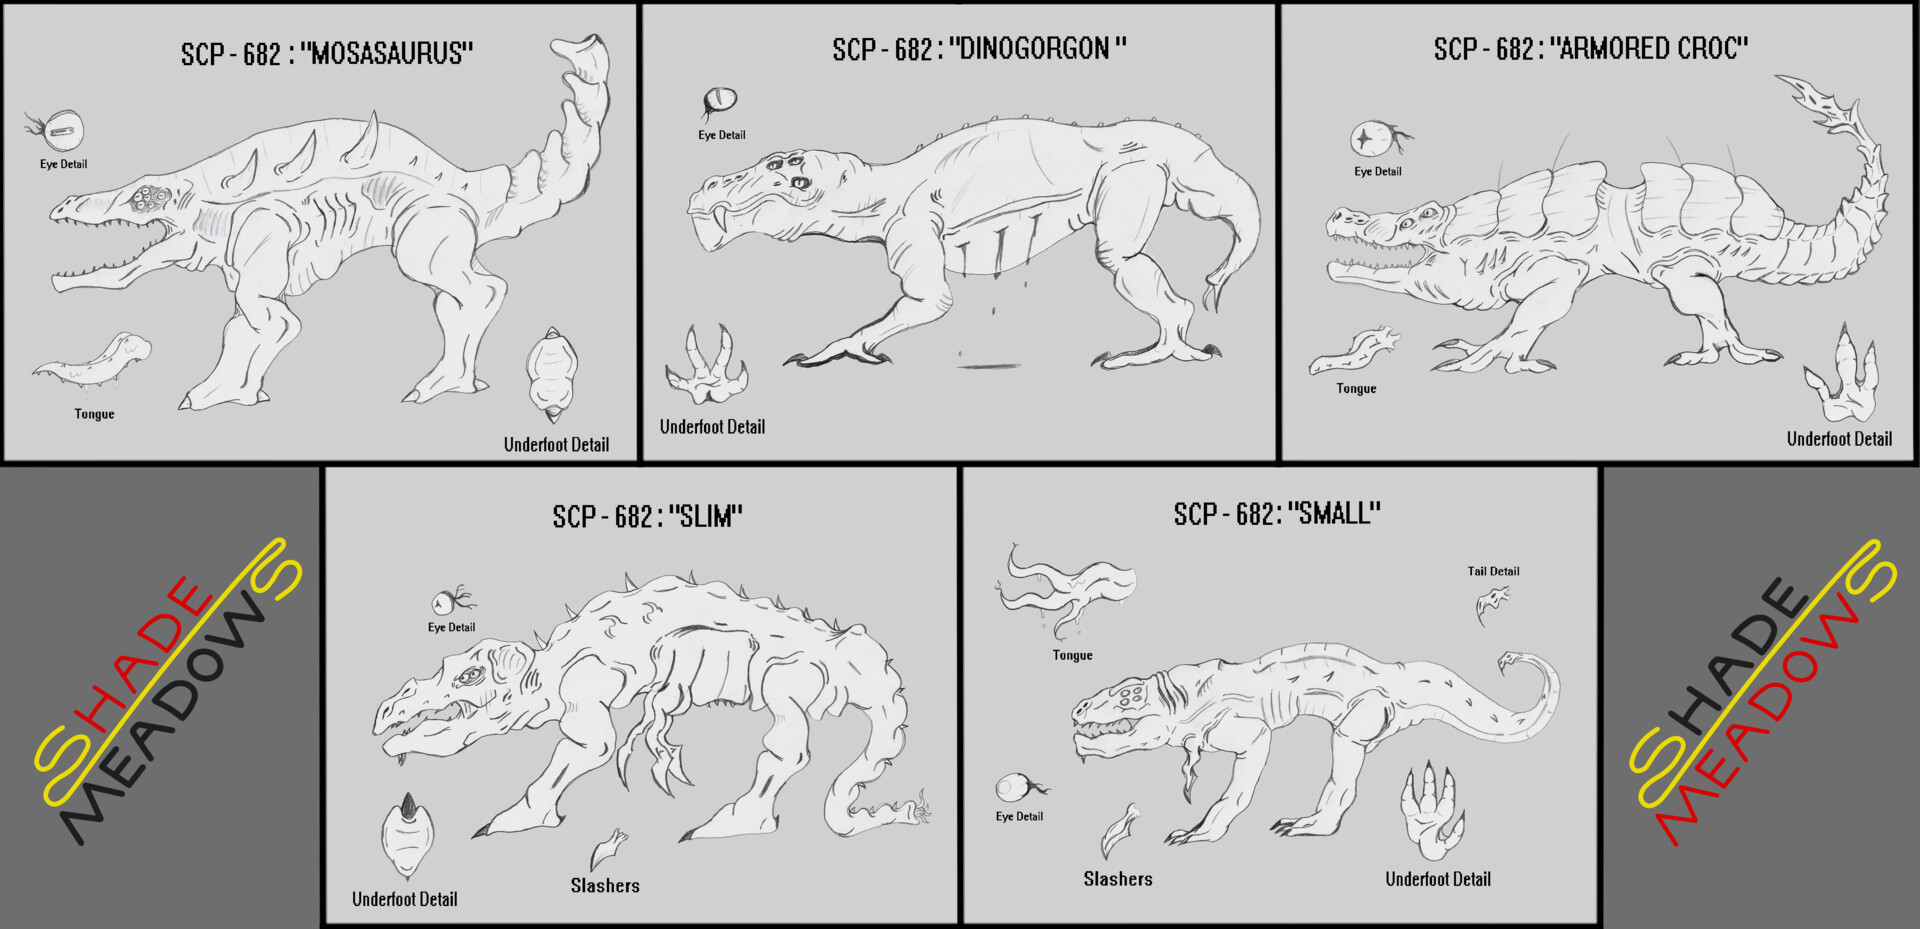 SCP - 682 : "MOSASAURUS"
Eye Detail
Tongue
Underfoot Detail
SCP - 682 : "DINOGORGON "
Eye Detail
Underfoot Detail
SCP - 682 : "ARMORED CROC"
Eye Detail
Tongue
Underfoot Detail
SHADE
MEADOWS
SCP - 682 : "SLIM"
Eye Detail
Underfoot Detail
Slashers
SCP - 682: "SMALL"
Tongue
Tail Detail
Eye Detail
Slashers
Underfoot Detail
SHADE
MEADOWS